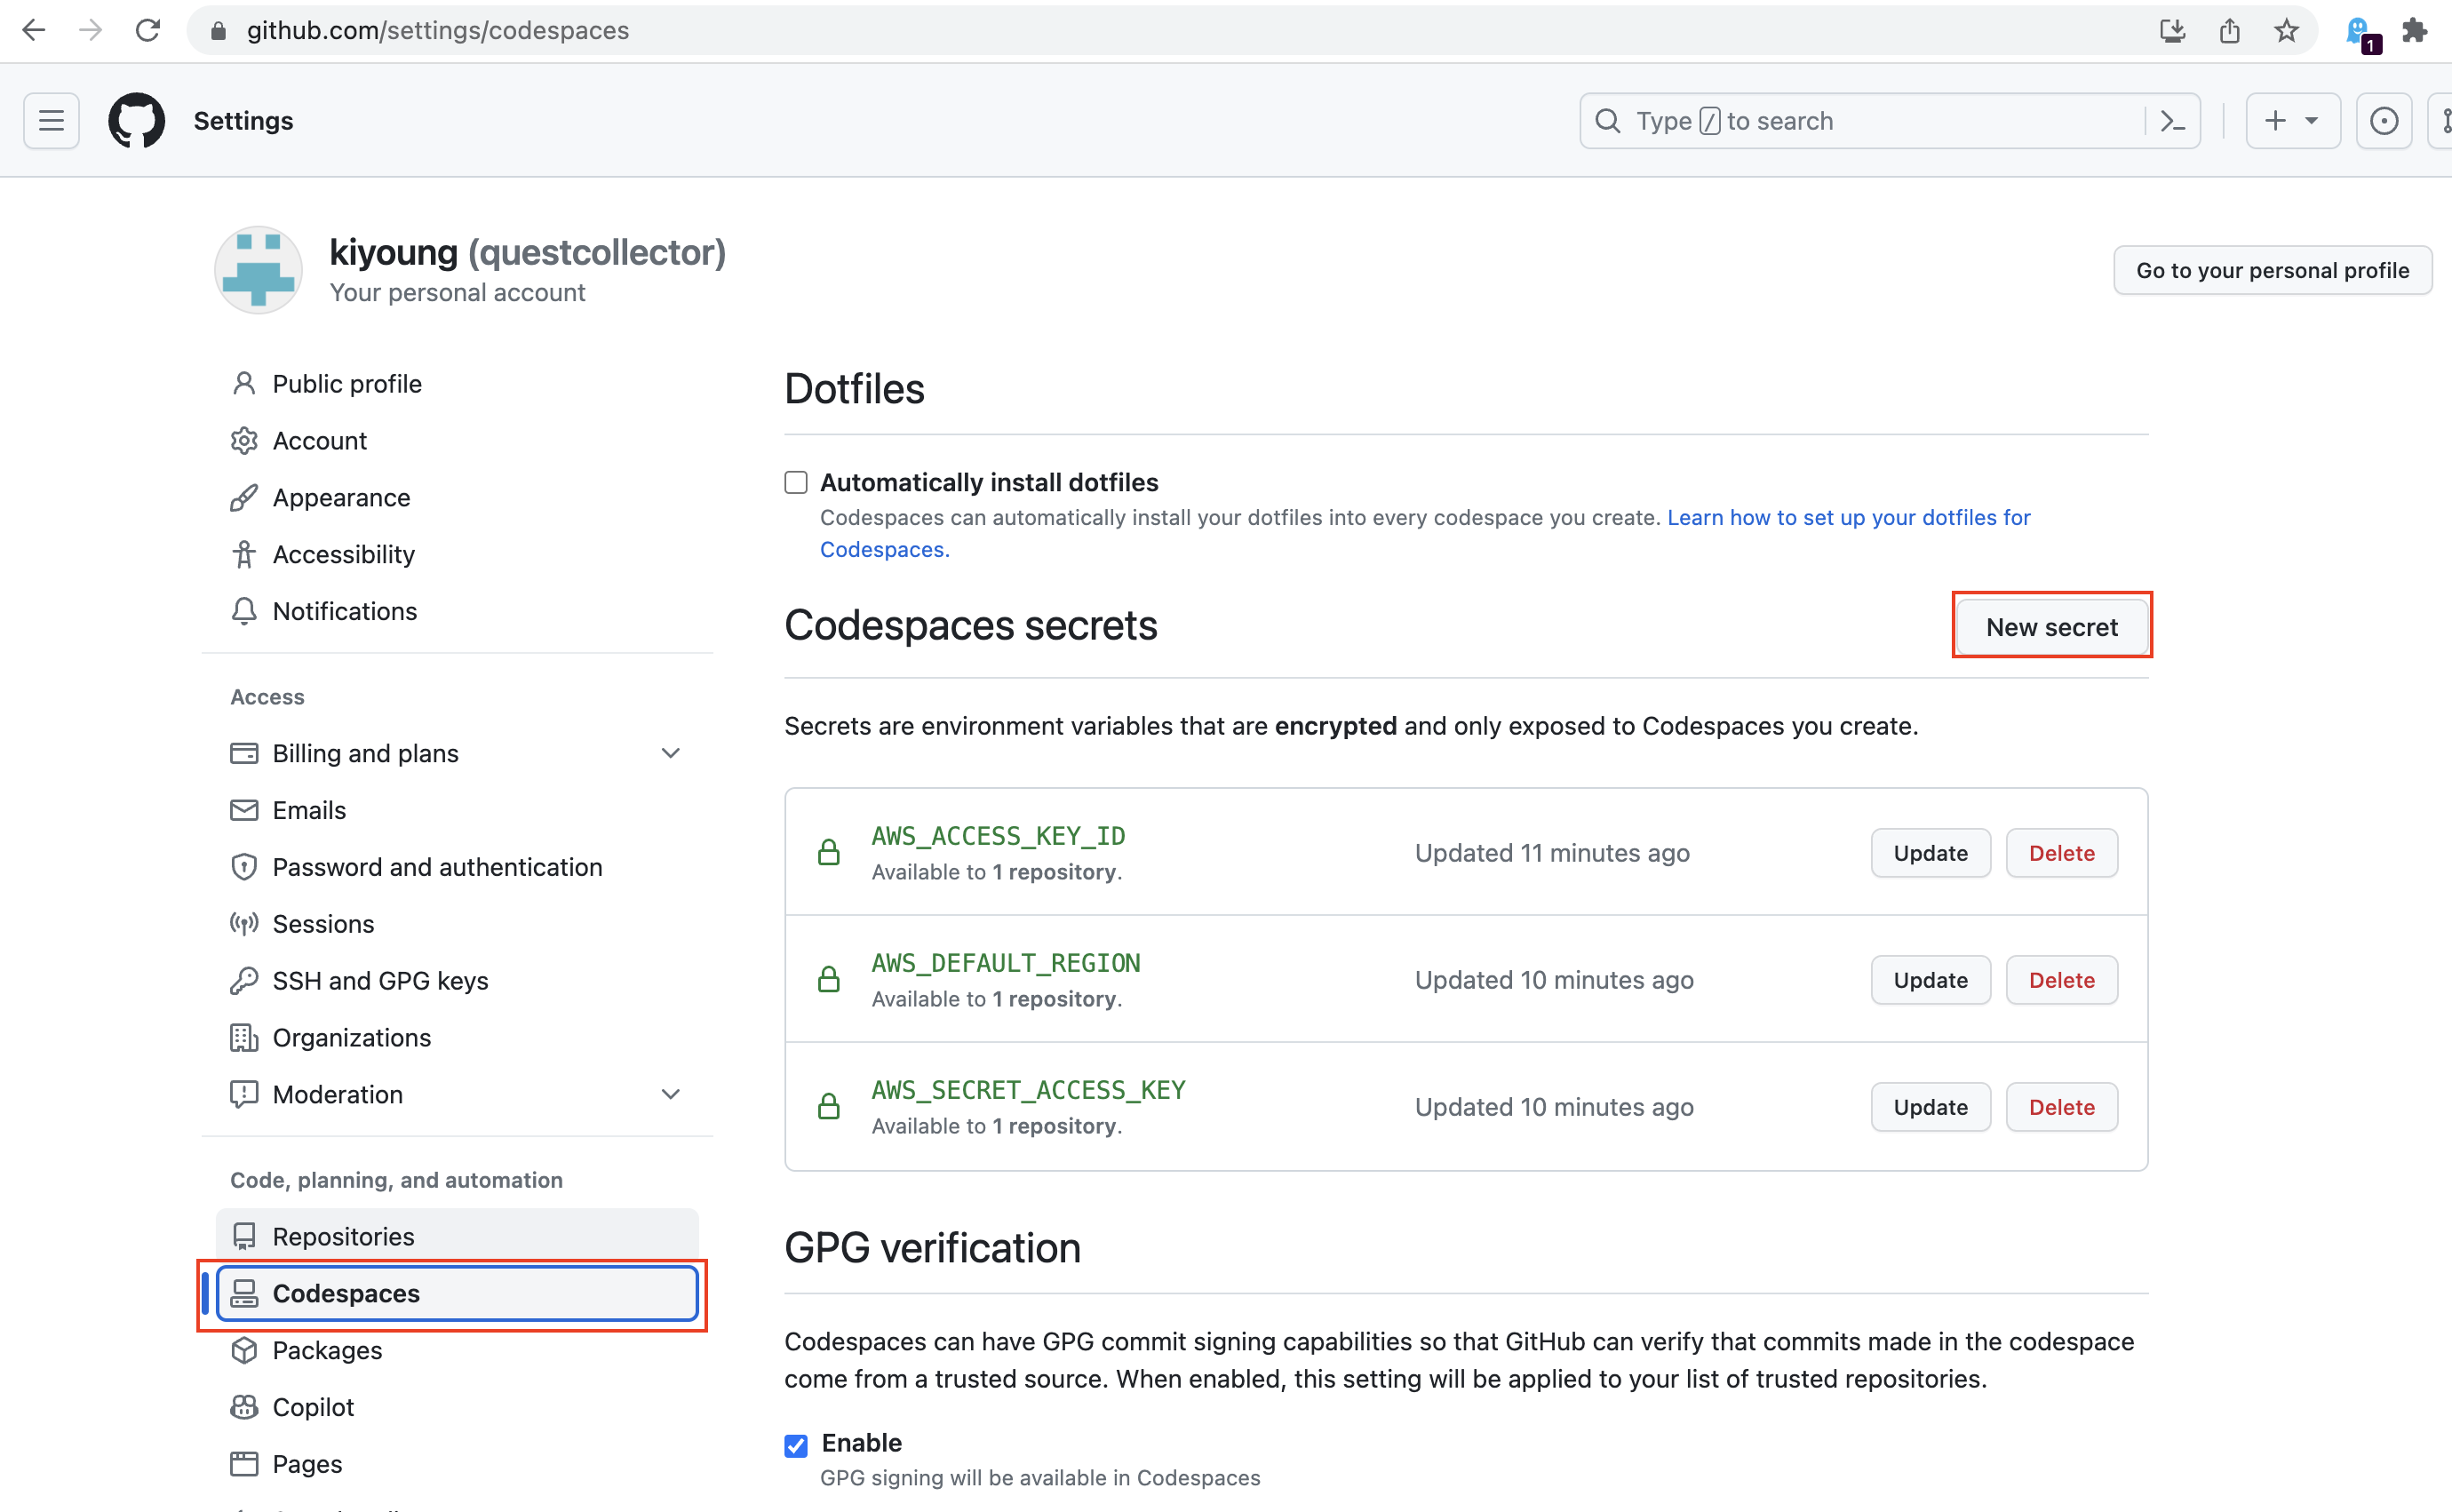 github.com/settings/codespaces
1
Settings
Type / to search
kiyoung (questcollector)
Your personal account
Go to your personal profile
Public profile
Account
Appearance
Accessibility
Notifications
Access
Billing and plans
Emails
Password and authentication
Sessions
SSH and GPG keys
Organizations
Moderation
Code, planning, and automation
Repositories
Codespaces
Packages
Copilot
Pages
Dotfiles
Automatically install dotfiles
Codespaces can automatically install your dotfiles into every codespace you create. Learn how to set up your dotfiles for
Codespaces.
Codespaces secrets
New secret
Secrets are environment variables that are encrypted and only exposed to Codespaces you create.
AWS_ACCESS_KEY_ID
Available to 1 repository.
Updated 11 minutes ago
Update
Delete
AWS_DEFAULT_REGION
Available to 1 repository.
Updated 10 minutes ago
Update
Delete
AWS_SECRET_ACCESS_KEY
Available to 1 repository.
Updated 10 minutes ago
Update
Delete
GPG verification
Codespaces can have GPG commit signing capabilities so that GitHub can verify that commits made in the codespace
come from a trusted source. When enabled, this setting will be applied to your list of trusted repositories.
Enable
GPG signing will be available in Codespaces